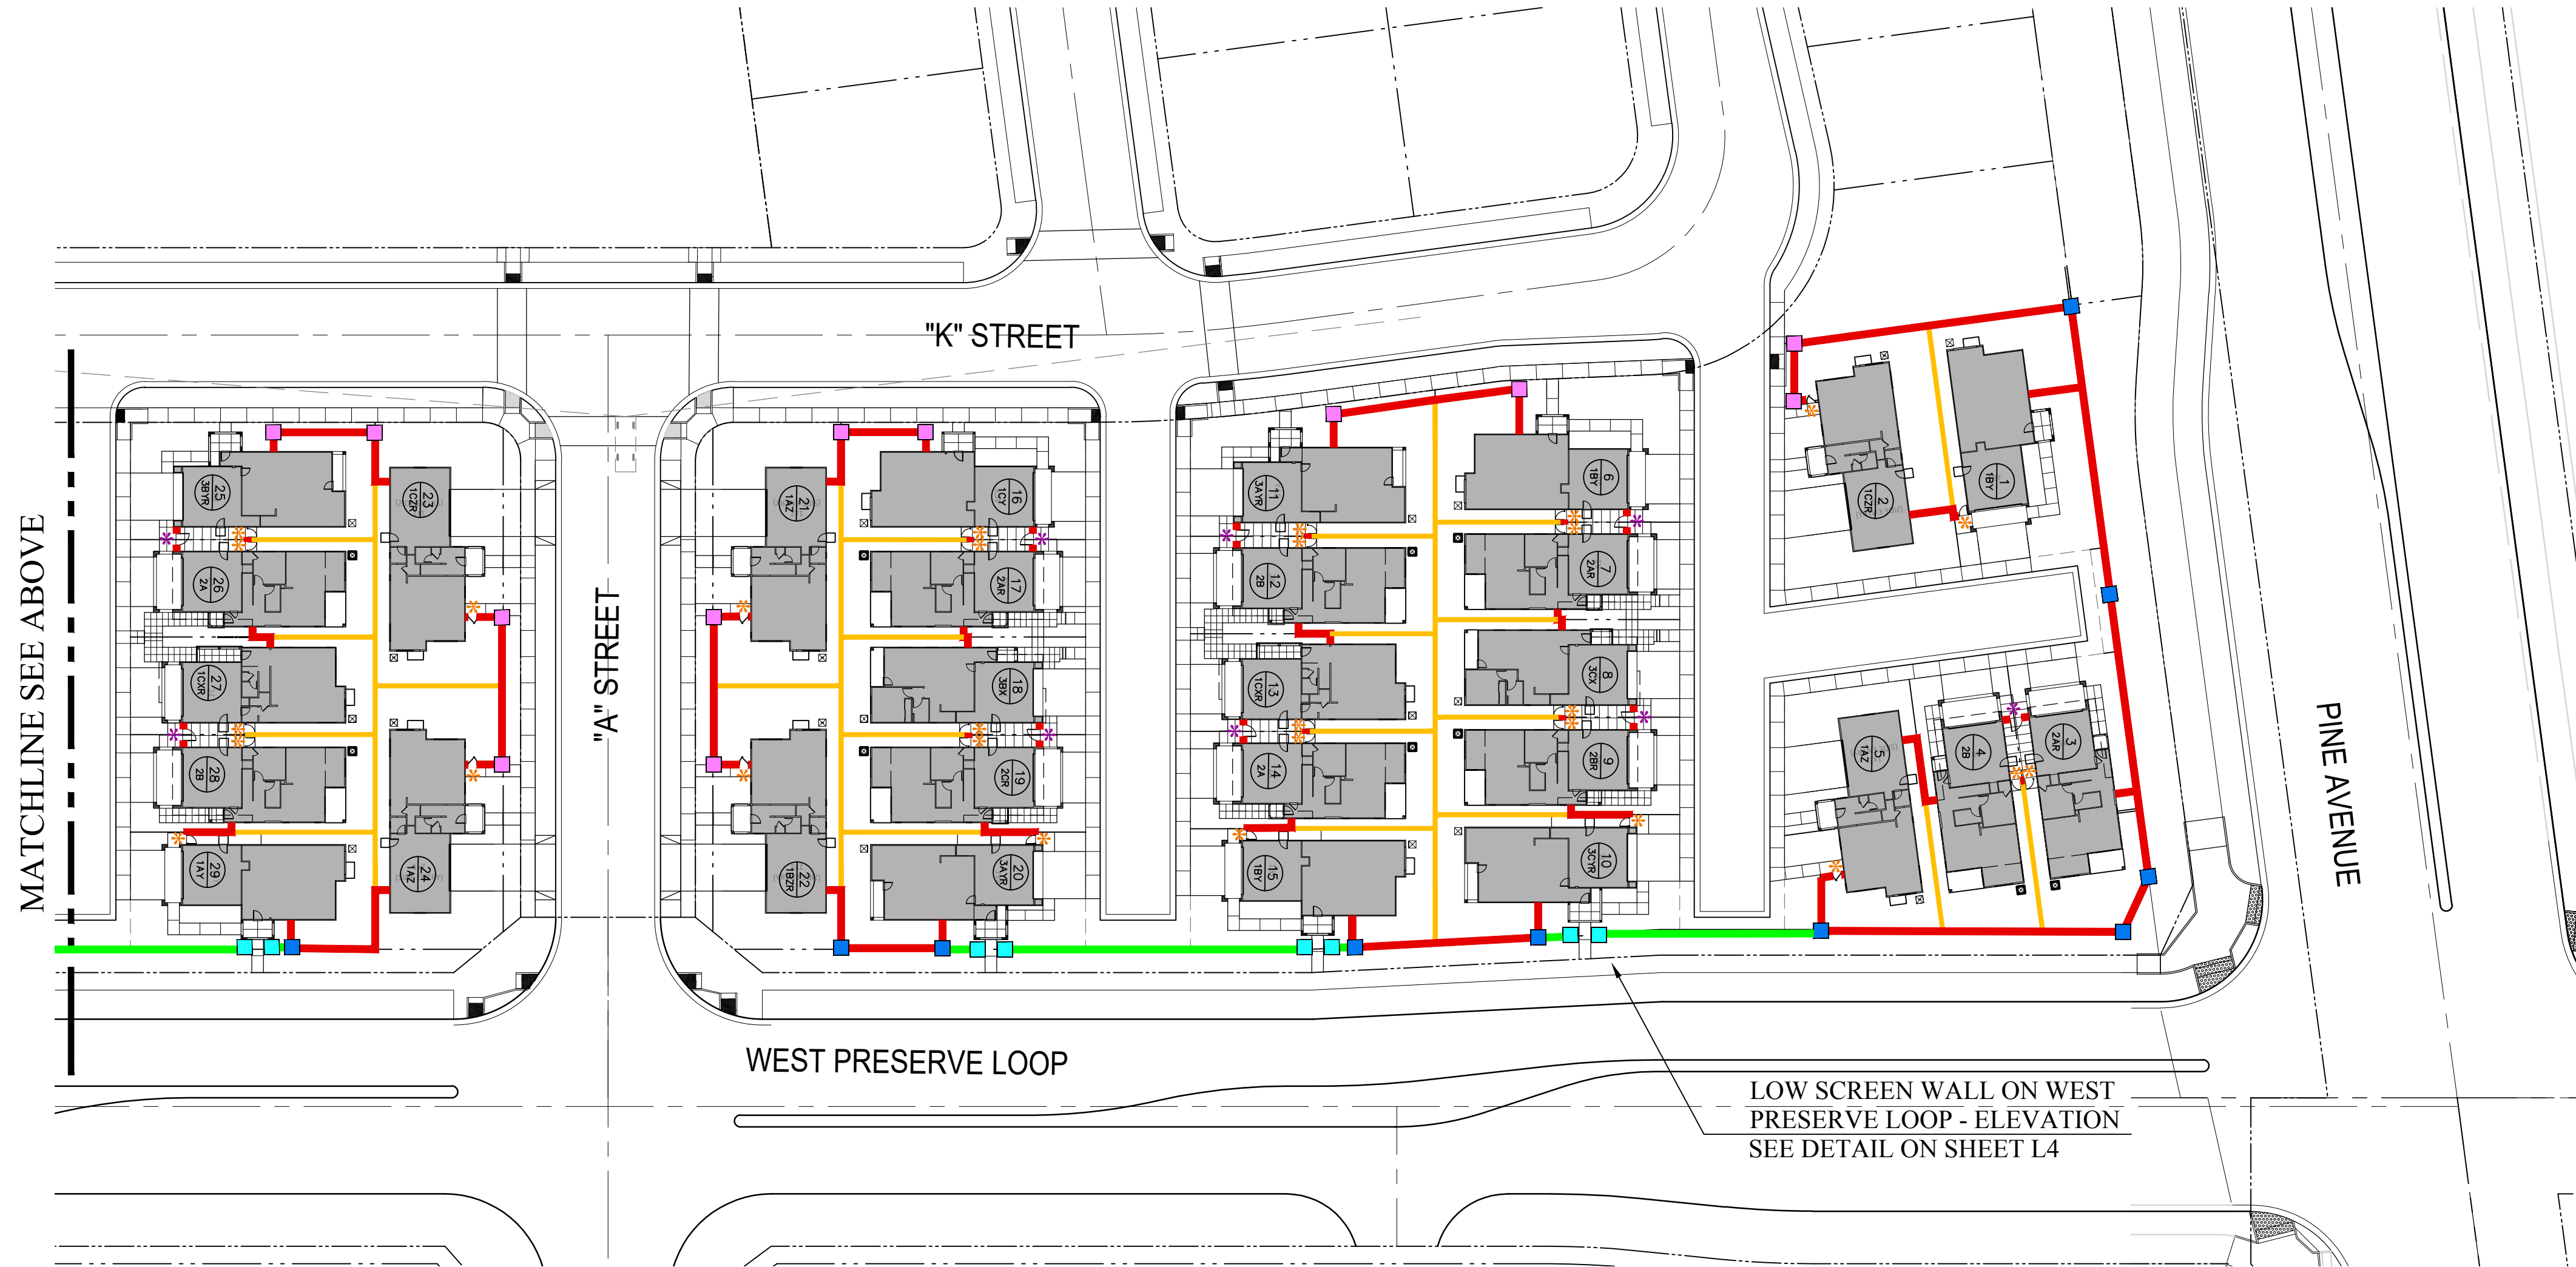 "K" STREET
"A" STREET
MATCHLINE SEE ABOVE
PINE AVENUE
WEST PRESERVE LOOP
LOW SCREEN WALL ON WEST
PRESERVE LOOP - ELEVATION
SEE DETAIL ON SHEET L4
25
3BYR
26
2A
27
1CXR
28
2B
29
1AY
23
1CZR
24
1AZ
21
1AZ
22
1BZR
16
1CY
17
2AR
18
3BX
19
2CR
20
3AYR
11
3AYR
12
2B
13
1CXR
14
2A
15
1BY
6
1BY
7
2AR
8
3CX
9
2BR
10
3CYR
2
1CZR
1
1BY
5
1AZ
4
2B
3
2AR